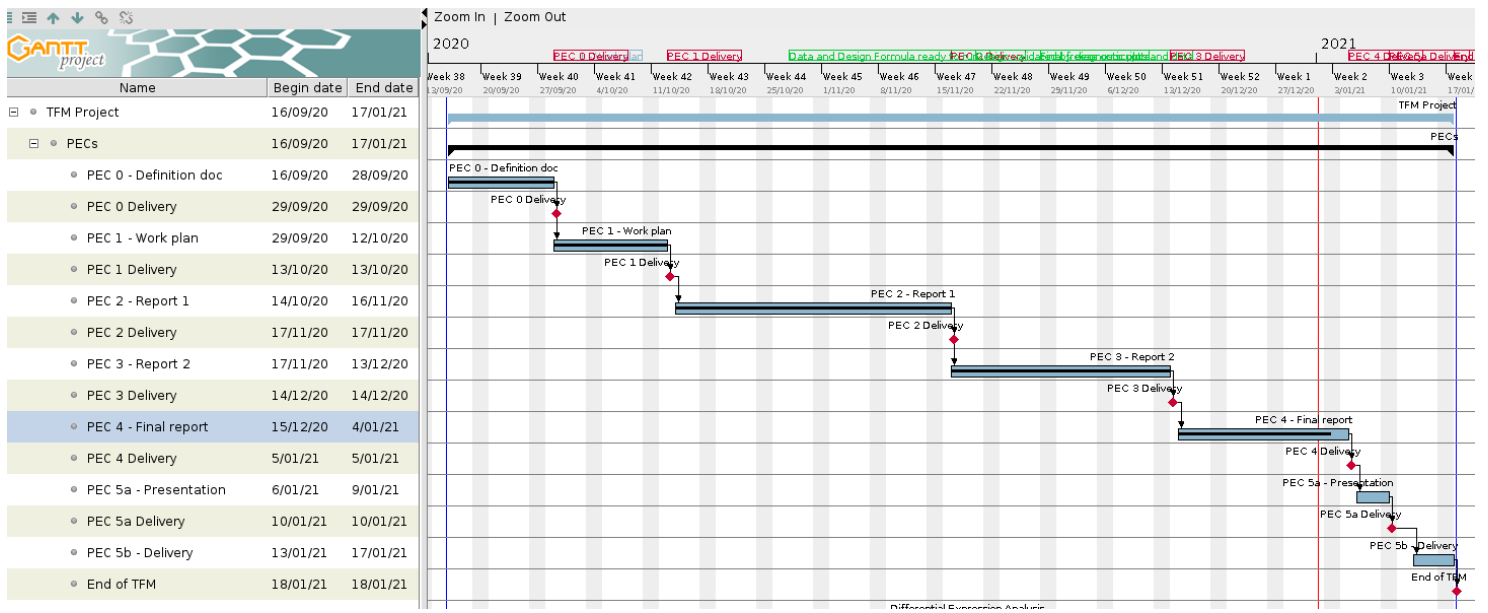 Zoom In | Zoom Out
GANTT
project
2020
2021
PEC 0 Delivery
PEC 1 Delivery
Data and Design Formula ready
PEC 3 Delivery
Name Begin date End date
Week 38 Week 39 Week 40 Week 41 Week 42 Week 43 Week 44 Week 45 Week 46 Week 47 Week 48 Week 49 Week 50 Week 51 Week 52 Week 1 Week 2 Week 3 Week
13/09/20 20/09/20 27/09/20 4/10/20 11/10/20 18/10/20 25/10/20 1/11/20 8/11/20 15/11/20 22/11/20 29/11/20 6/12/20 13/12/20 20/12/20 27/12/20 3/01/21 10/01/21 17/01/
TFM Project 16/09/20 17/01/21
TFM Project
PECs 16/09/20 17/01/21
PECs
PEC 0 - Definition doc 16/09/20 28/09/20
PEC 0 - Definition doc
PEC 0 Delivery 29/09/20 29/09/20
PEC 0 Delivery
PEC 1 - Work plan 29/09/20 12/10/20
PEC 1 - Work plan
PEC 1 Delivery 13/10/20 13/10/20
PEC 1 Delivery
PEC 2 - Report 1 14/10/20 16/11/20
PEC 2 - Report 1
PEC 2 Delivery 17/11/20 17/11/20
PEC 2 Delivery
PEC 3 - Report 2 17/11/20 13/12/20
PEC 3 - Report 2
PEC 3 Delivery 14/12/20 14/12/20
PEC 3 Delivery
PEC 4 - Final report 15/12/20 4/01/21
PEC 4 - Final report
PEC 4 Delivery 5/01/21 5/01/21
PEC 4 Delivery
PEC 5a - Presentation 6/01/21 9/01/21
PEC 5a - Presentation
PEC 5a Delivery 10/01/21 10/01/21
PEC 5a Delivery
PEC 5b - Delivery 13/01/21 17/01/21
PEC 5b - Delivery
End of TFM 18/01/21 18/01/21
End of TFM
Differential Expression Analysis